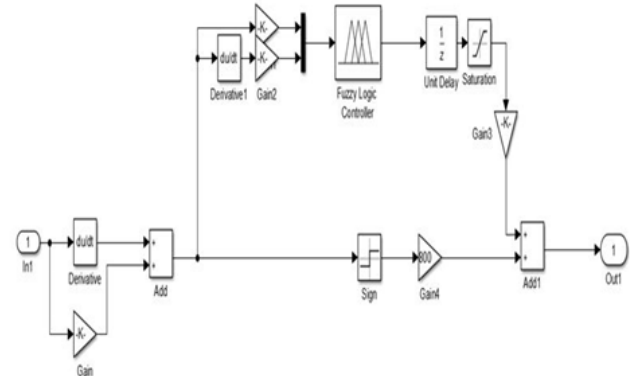 -K-
du/dt
-K-
Derivative1
Gain2
Fuzzy Logic
Controller
1
z
Unit Delay
Saturation
-K-
Gain3
1
In1
du/dt
Derivative
+
+
Add
-K-
Gain
Sign
800
Gain4
+
+
Add1
1
Out1